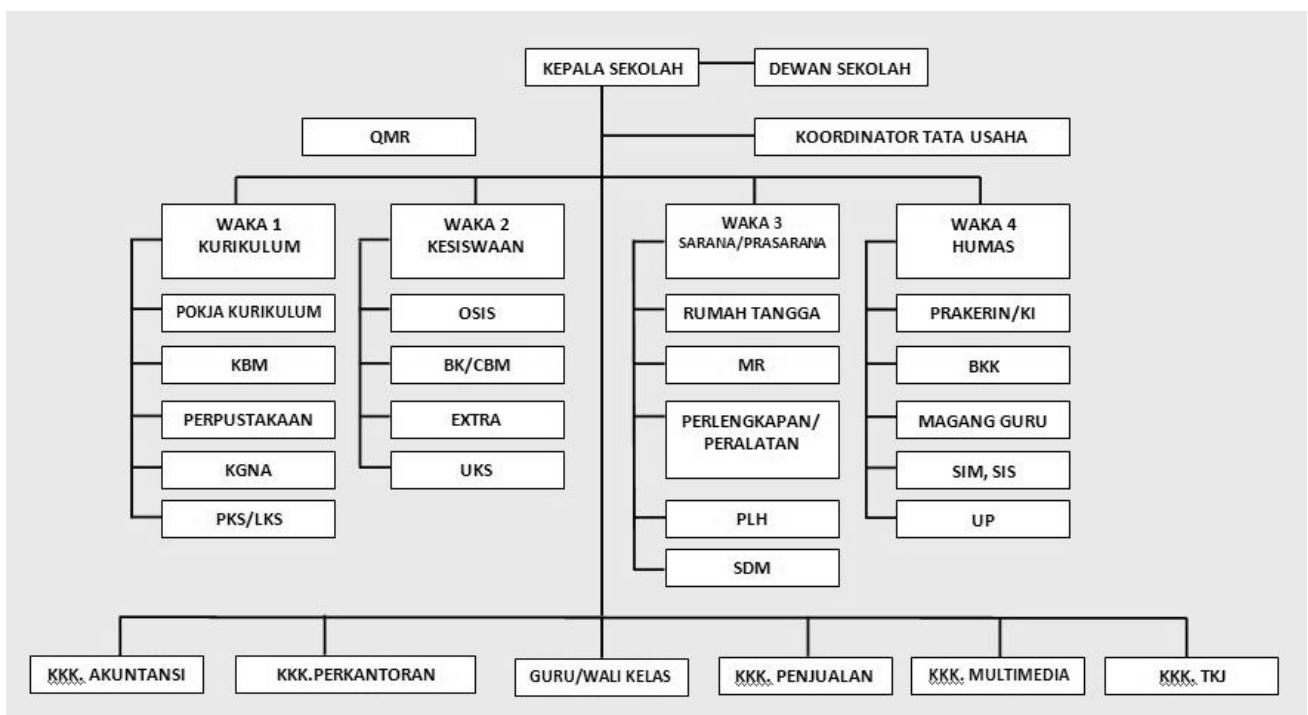 KEPALA SEKOLAH
DEWAN SEKOLAH
QMR
KOORDINATOR TATA USAHA
WAKA 1
KURIKULUM
POKJA KURIKULUM
KBM
PERPUSTAKAAN
KGNA
PKS/LKS
WAKA 2
KESISWAAN
OSIS
BK/CBM
EXTRA
UKS
WAKA 3
SARANA/PRASARANA
RUMAH TANGGA
MR
PERLENGKAPAN/
PERALATAN
PLH
SDM
WAKA 4
HUMAS
PRAKERIN/KI
BKK
MAGANG GURU
SIM, SIS
UP
KKK. AKUNTANSI
KKK.PERKANTORAN
GURU/WALI KELAS
KKK. PENJUALAN
KKK. MULTIMEDIA
KKK. TKJ